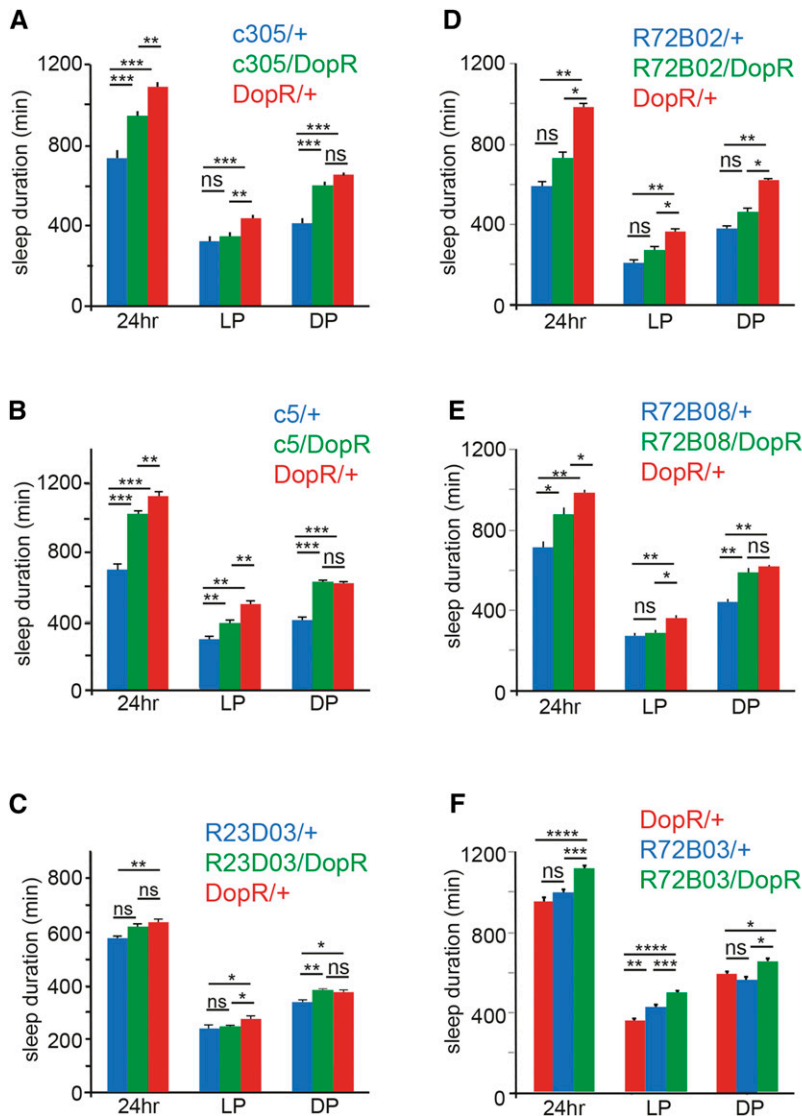 A
c305/+
c305/DopR
DopR/+
sleep duration (min)
1200
800
400
0
** *** ***
*** ns **
*** *** ns
24hr LP DP
B
c5/+
c5/DopR
DopR/+
sleep duration (min)
1200
800
400
0
** *** ***
** ** **
*** *** ns
24hr LP DP
C
R23D03/+
R23D03/DopR
DopR/+
sleep duration (min)
800
600
400
200
0
** ns ns
* ns *
* ** ns
24hr LP DP
D
R72B02/+
R72B02/DopR
DopR/+
sleep duration (min)
1200
800
400
0
** * ns
** ns *
** ns *
24hr LP DP
E
R72B08/+
R72B08/DopR
DopR/+
sleep duration (min)
1200
800
400
0
* ** *
** ns *
** ** ns
24hr LP DP
F
DopR/+
R72B03/+
R72B03/DopR
sleep duration (min)
1200
800
400
0
**** ns ***
**** ** ***
* ns *
24hr LP DP